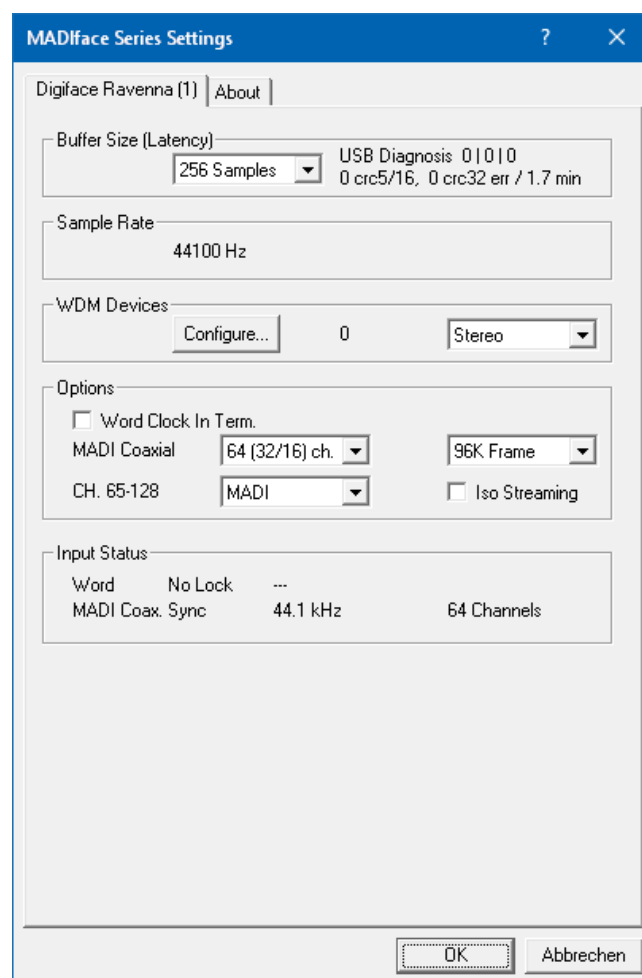 MADIface Series Settings ? ×
Digiface Ravenna (1) About
Buffer Size (Latency)
256 Samples
USB Diagnosis 0 | 0 | 0
0 crc5/16, 0 crc32 err / 1.7 min
Sample Rate
44100 Hz
WDM Devices
Configure... 0 Stereo
Options
Word Clock In Term.
MADI Coaxial 64 (32/16) ch. 96K Frame
CH. 65-128 MADI Iso Streaming
Input Status
Word No Lock ---
MADI Coax. Sync 44.1 kHz 64 Channels
OK Abbrechen